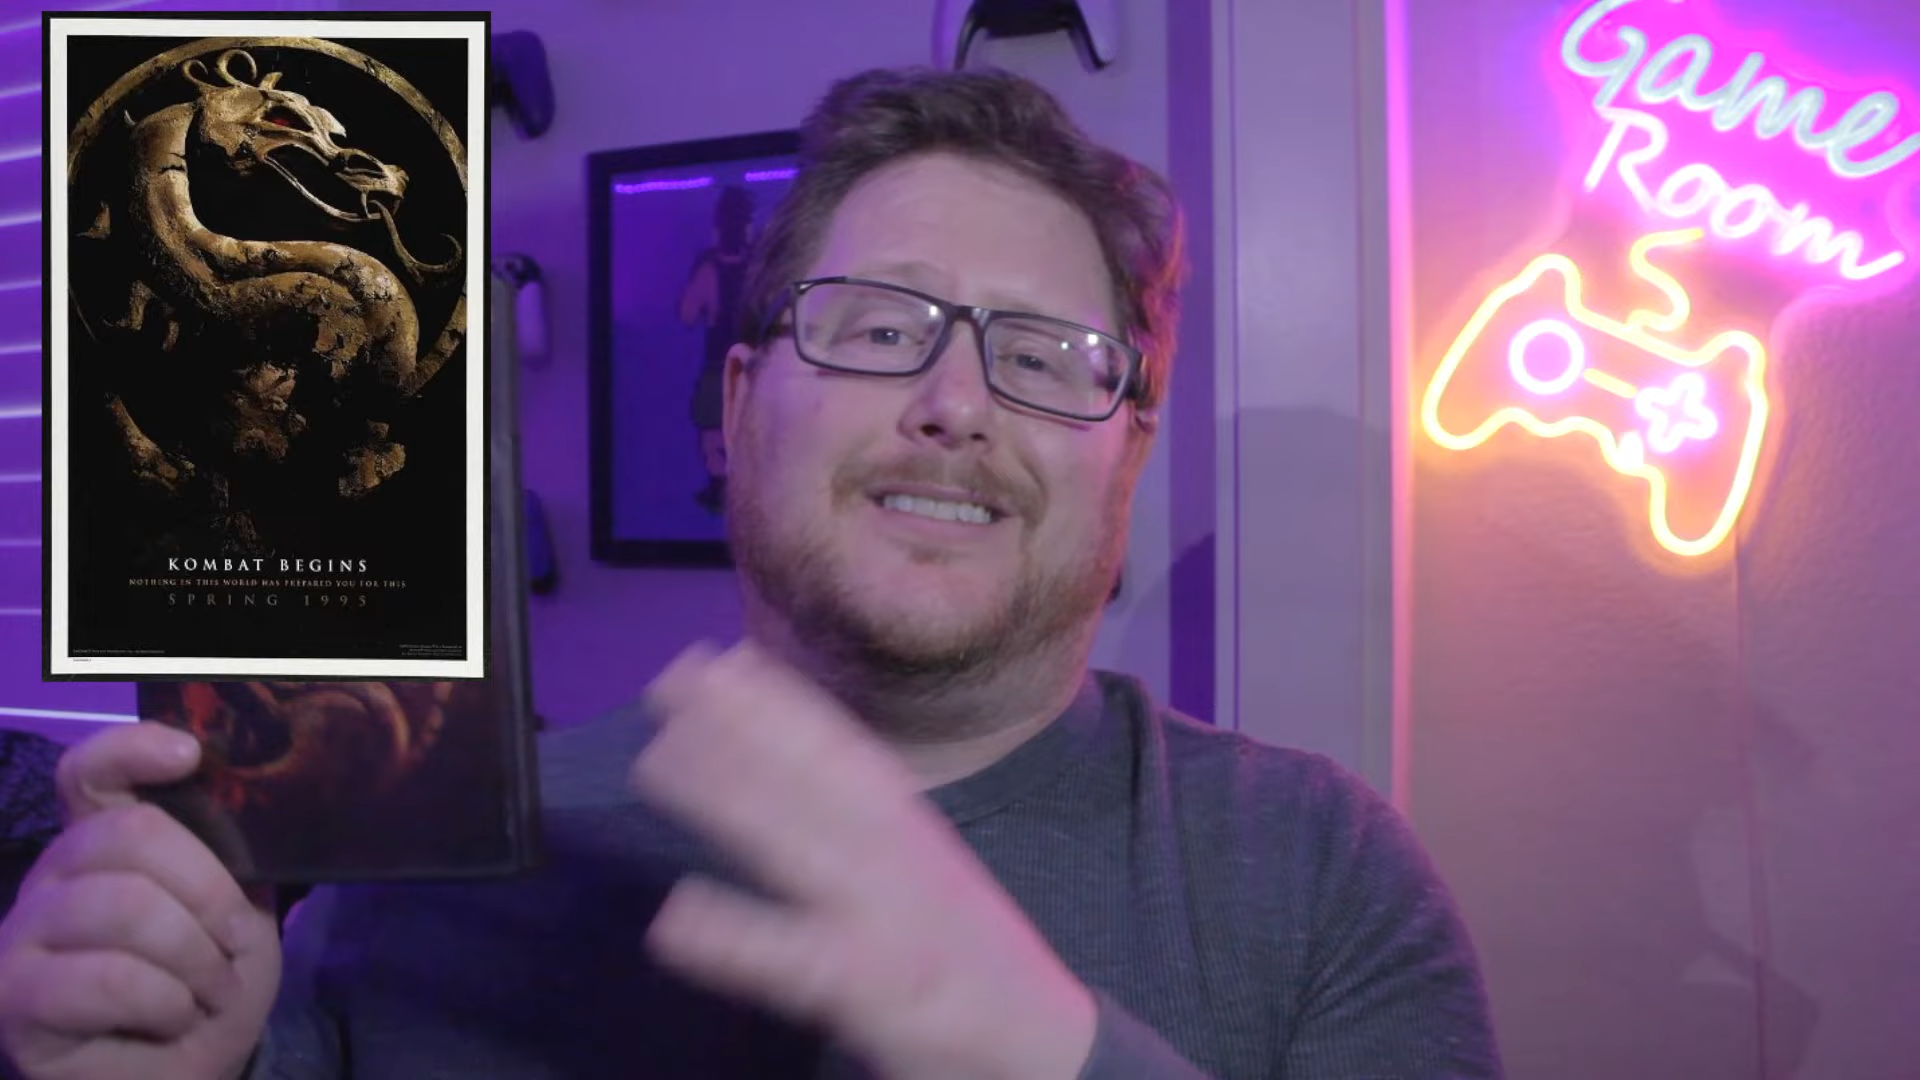 KOMBAT BEGINS
NOTHING IN THIS WORLD HAS PREPARED YOU FOR THIS
SPRING 1995
Game
Room